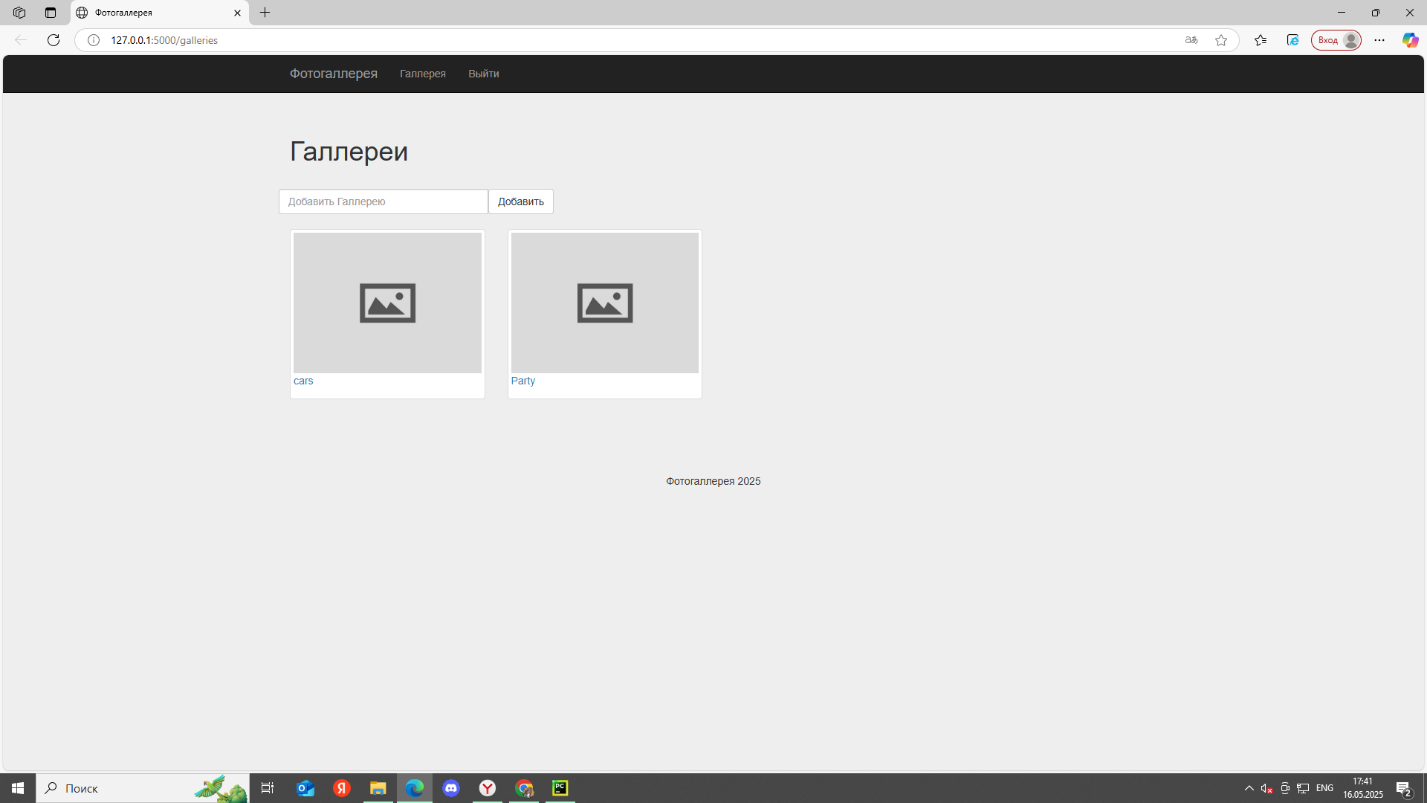 Фотогаллерея
127.0.0.1:5000/galleries
Вход
Фотогаллерея Галлерея Выйти
Галлереи
Добавить Галлерею Добавить
cars Party
Фотогаллерея 2025
Поиск
ENG
17:41
16.05.2025
2